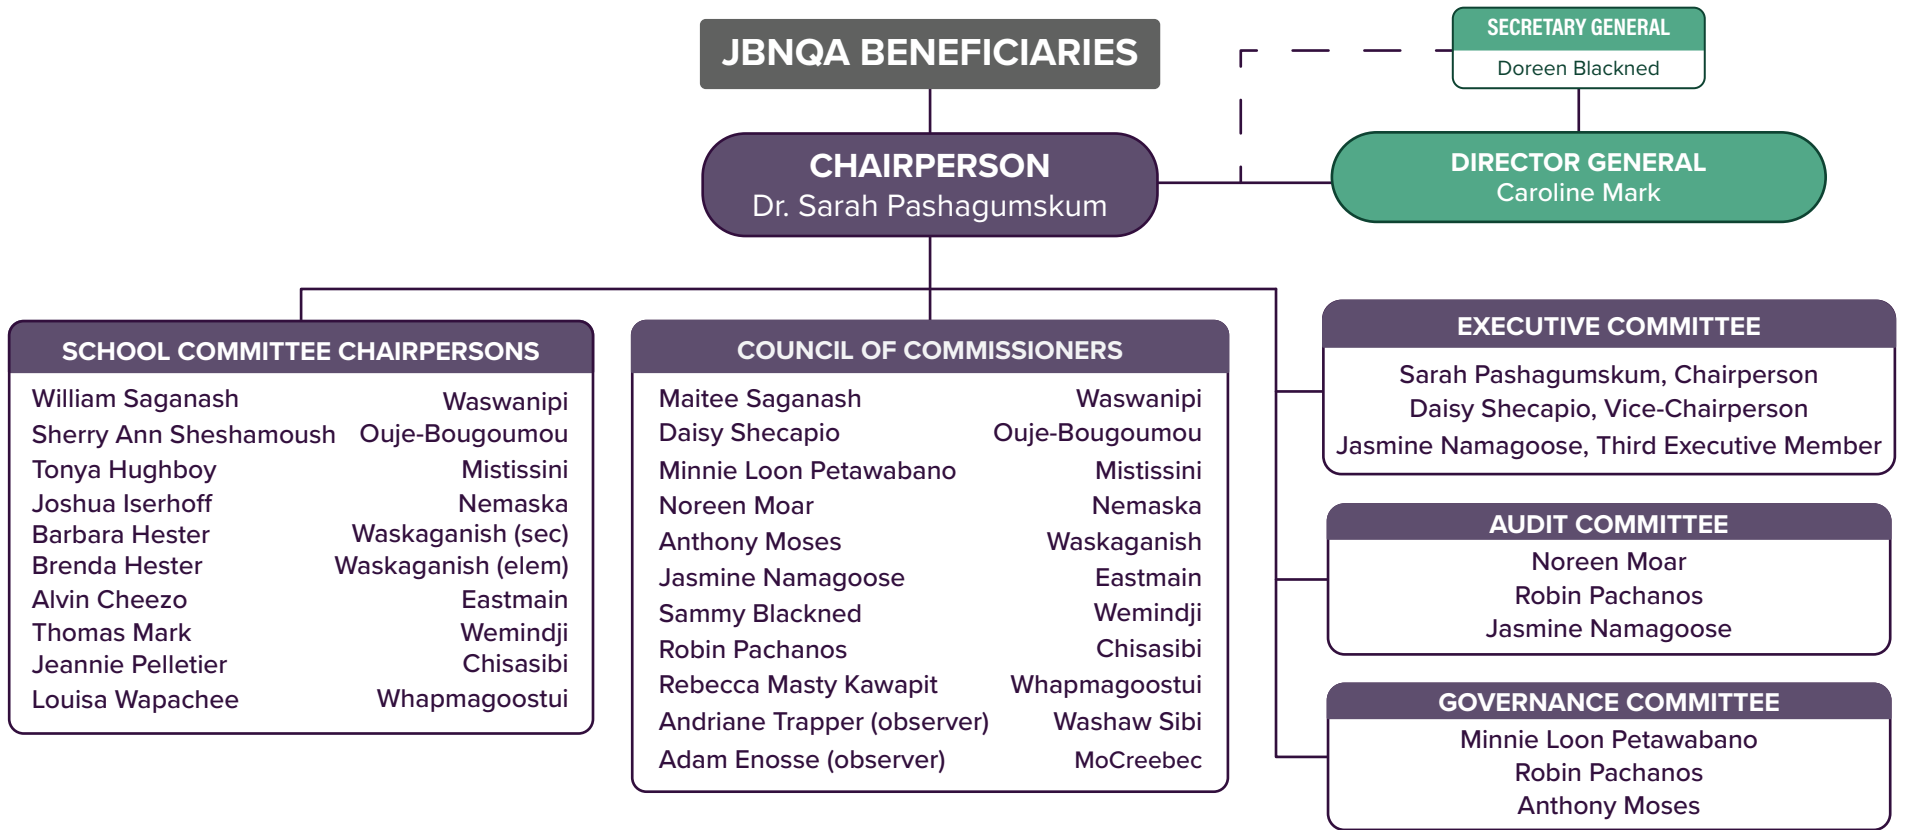 JBNQA BENEFICIARIES
SECRETARY GENERAL
Doreen Blackned
CHAIRPERSON
Dr. Sarah Pashagumskum
DIRECTOR GENERAL
Caroline Mark
SCHOOL COMMITTEE CHAIRPERSONS
William Saganash Waswanipi
Sherry Ann Sheshamoush Ouje-Bougoumou
Tonya Hughboy Mistissini
Joshua Iserhoff Nemaska
Barbara Hester Waskaganish (sec)
Brenda Hester Waskaganish (elem)
Alvin Cheezo Eastmain
Thomas Mark Wemindji
Jeannie Pelletier Chisasibi
Louisa Wapachee Whapmagoostui
COUNCIL OF COMMISSIONERS
Maitee Saganash Waswanipi
Daisy Shecapio Ouje-Bougoumou
Minnie Loon Petawabano Mistissini
Noreen Moar Nemaska
Anthony Moses Waskaganish
Jasmine Namagoose Eastmain
Sammy Blackned Wemindji
Robin Pachanos Chisasibi
Rebecca Masty Kawapit Whapmagoostui
Andriane Trapper (observer) Washaw Sibi
Adam Enosse (observer) MoCreebec
EXECUTIVE COMMITTEE
Sarah Pashagumskum, Chairperson
Daisy Shecapio, Vice-Chairperson
Jasmine Namagoose, Third Executive Member
AUDIT COMMITTEE
Noreen Moar
Robin Pachanos
Jasmine Namagoose
GOVERNANCE COMMITTEE
Minnie Loon Petawabano
Robin Pachanos
Anthony Moses